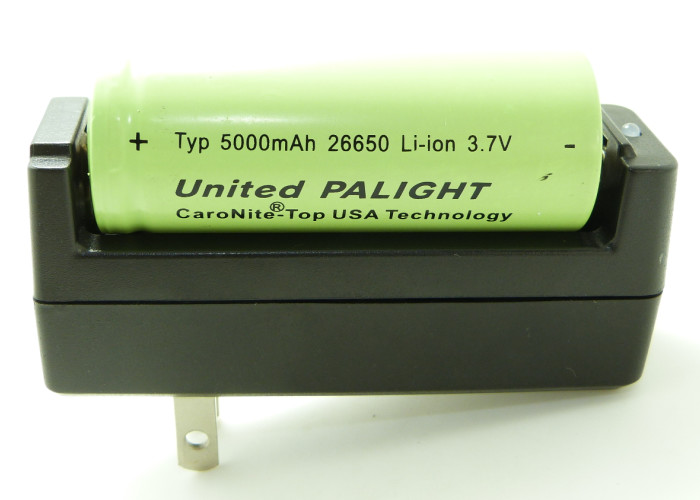 + Typ 5000mAh 26650 Li-ion 3.7V -
United PALIGHT
CaroNite®-Top USA Technology